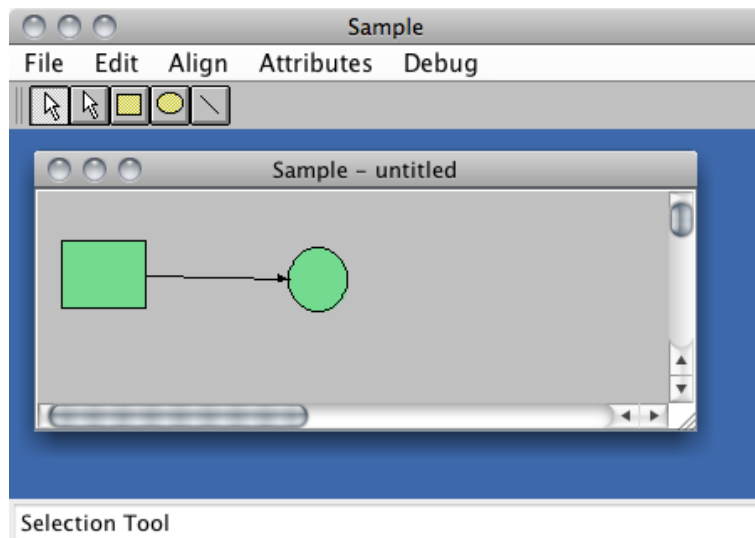 Sample
File Edit Align Attributes Debug
Sample – untitled
Selection Tool